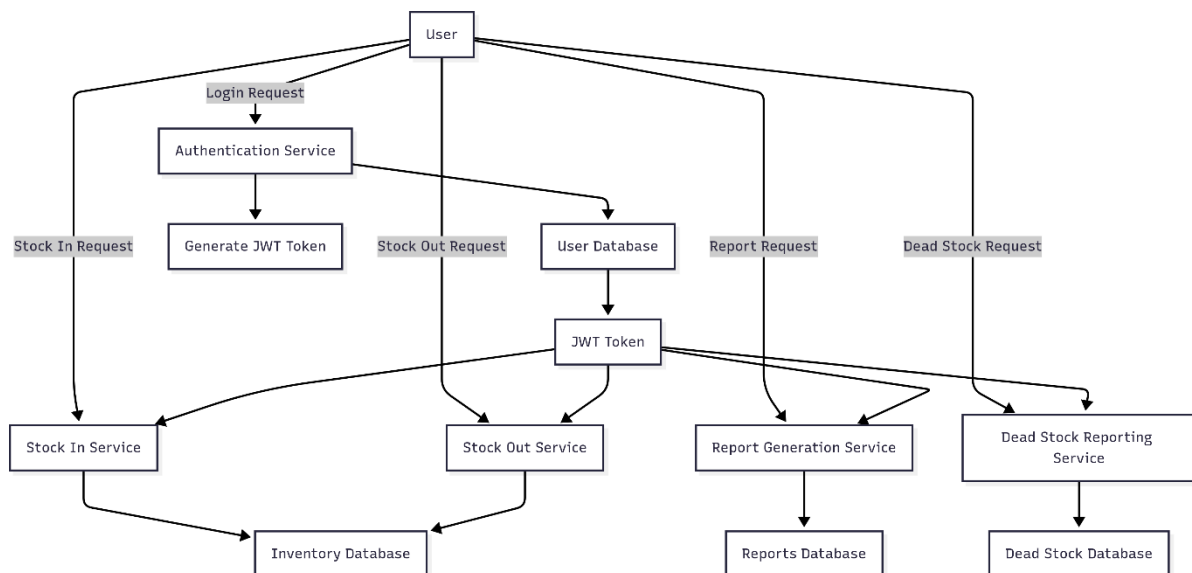 User
Login Request
Authentication Service
Stock In Request
Generate JWT Token
Stock Out Request
User Database
Report Request
Dead Stock Request
JWT Token
Stock In Service
Stock Out Service
Report Generation Service
Dead Stock Reporting
Service
Inventory Database
Reports Database
Dead Stock Database